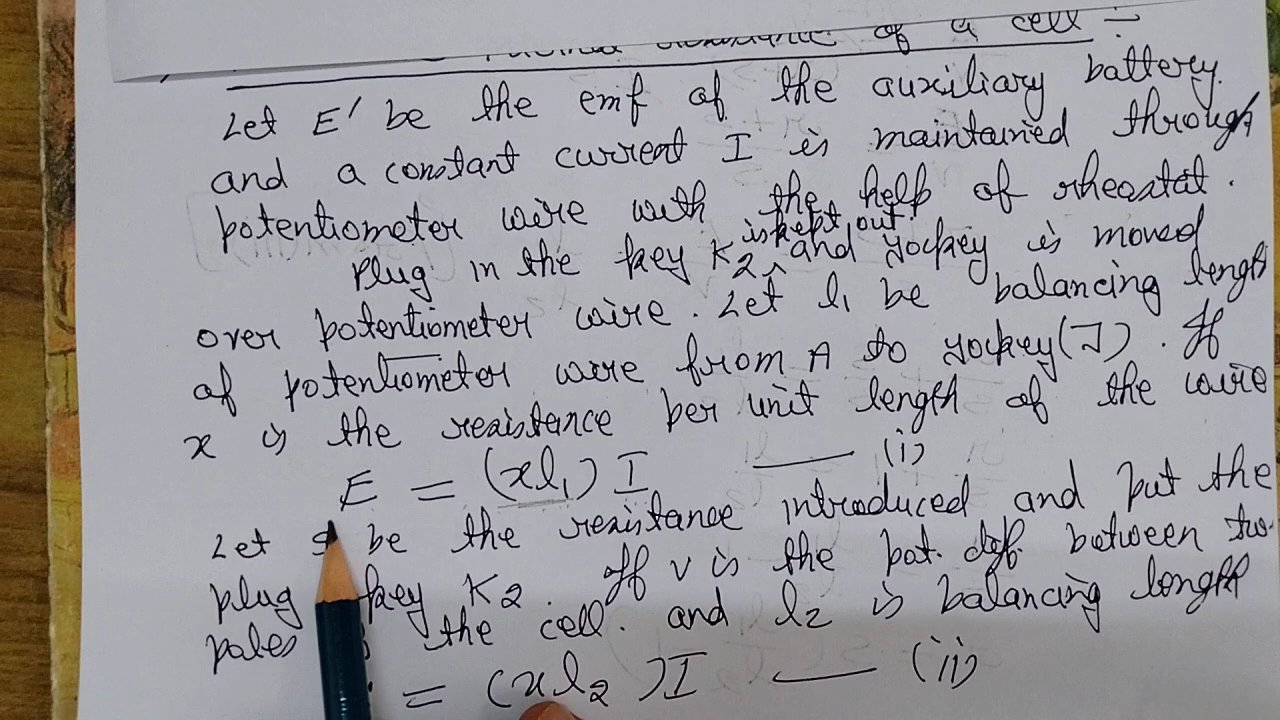 of a cell :-
Let E' be the emf of the auxiliary battery.
and a constant current I is maintained through
potentiometer wire with the help of rheostat.
Plug in the key K2 is kept out and Jockey is moved
over potentiometer wire. Let l1 be balancing length
of potentiometer wire from A to Jockey (J). If
x is the resistance per unit length of the wire
E = (xl1) I —— (i)
Let be the resistance introduced and put the
plug key K2. If V is the pot. diff. between two
poles the cell. and l2 is balancing length
= (xl2) I —— (ii)